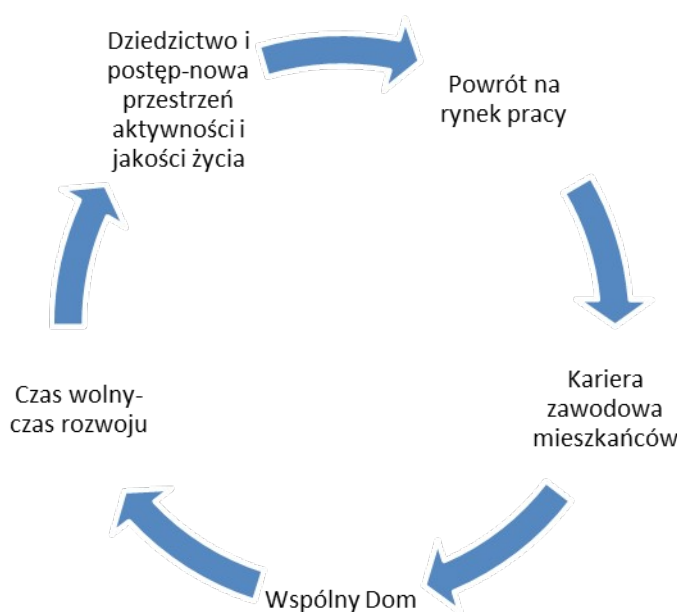 Dziedzictwo i
postęp-nowa
przestrzeń
aktywności i
jakości życia
Powrót na
rynek pracy
Kariera
zawodowa
mieszkańców
Wspólny Dom
Czas wolny-
czas rozwoju